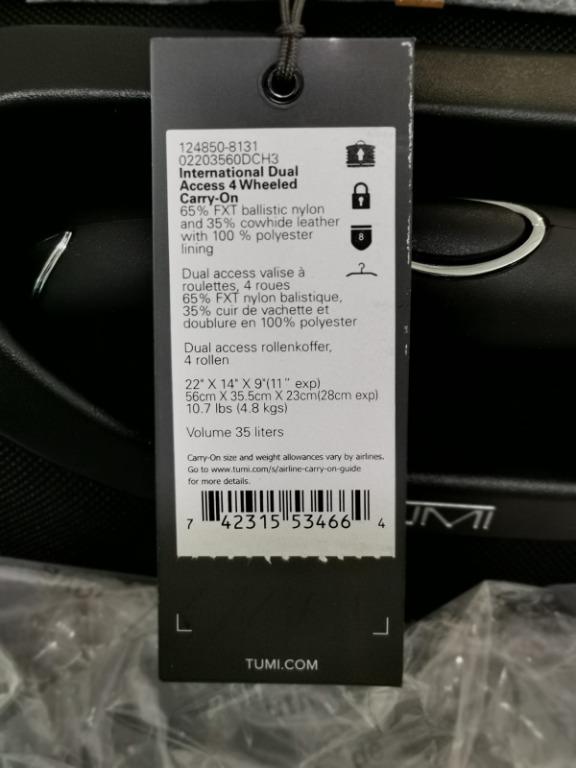 124850-8131
02203560DCH3
International Dual
Access 4 Wheeled
Carry-On
65% FXT ballistic nylon
and 35% cowhide leather
with 100 % polyester
lining
8
Dual access valise à
roulettes, 4 roues
65% FXT nylon balistique,
35% cuir de vachette et
doublure en 100% polyester
Dual access rollenkoffer,
4 rollen
22" X 14" X 9"(11" exp)
56cm X 35.5cm X 23cm(28cm exp)
10.7 lbs (4.8 kgs)
Volume 35 liters
Carry-On size and weight allowances vary by airlines.
Go to www.tumi.com/s/airline-carry-on-guide
for more details.
7 42315 53466 4
UMI
TUMI.COM